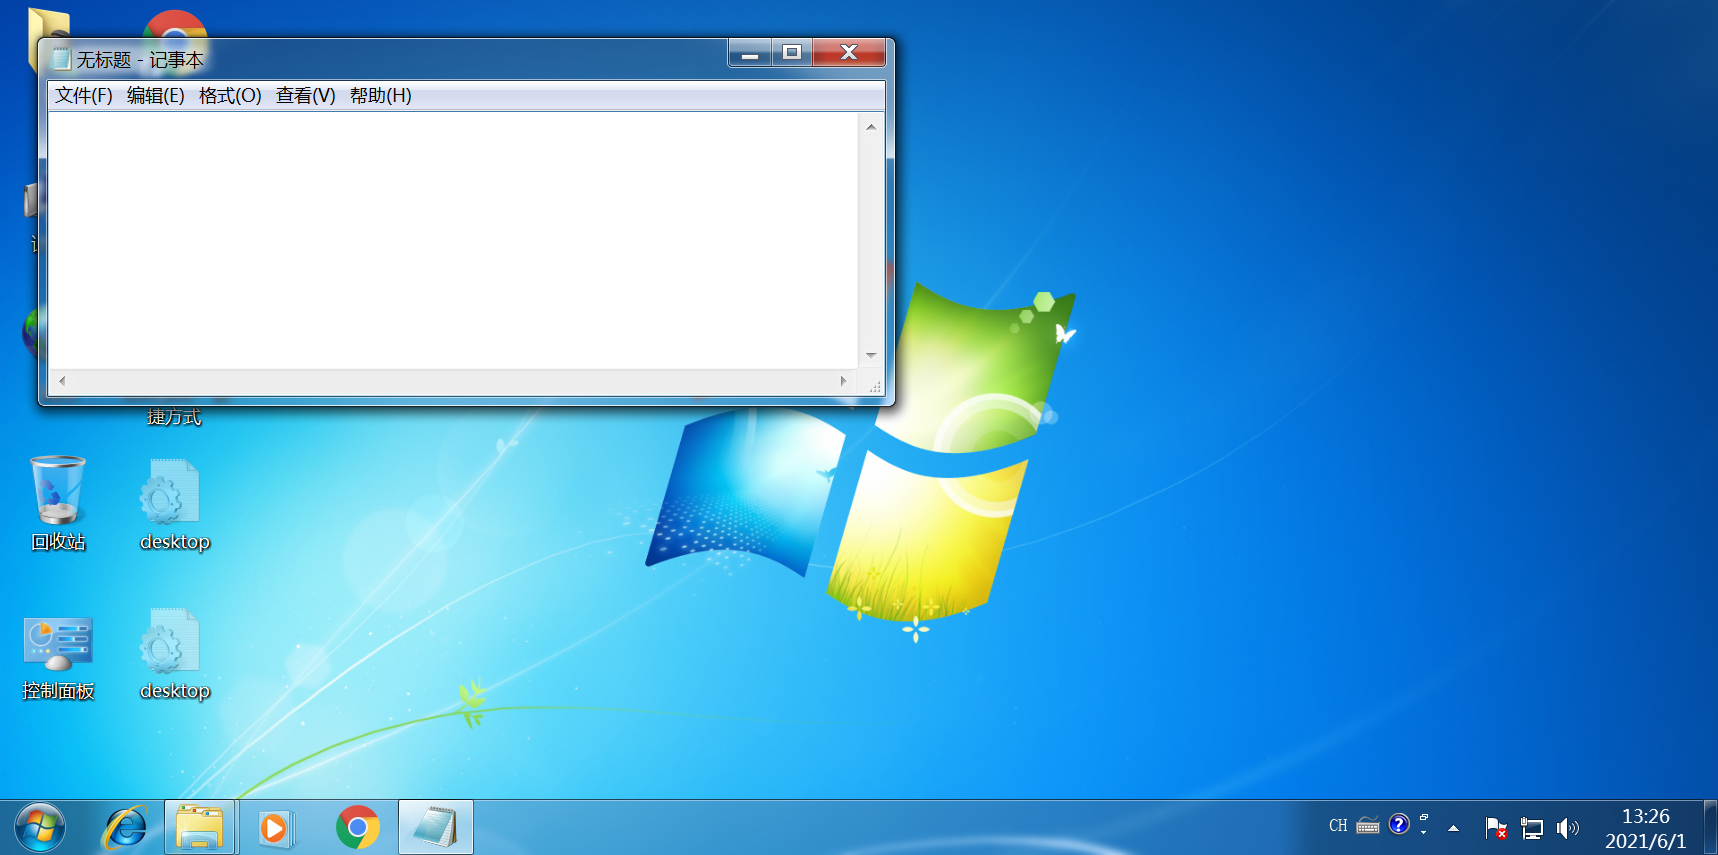 无标题 - 记事本
文件(F) 编辑(E) 格式(O) 查看(V) 帮助(H)
捷方式
回收站
desktop
控制面板
desktop
CH
13:26
2021/6/1